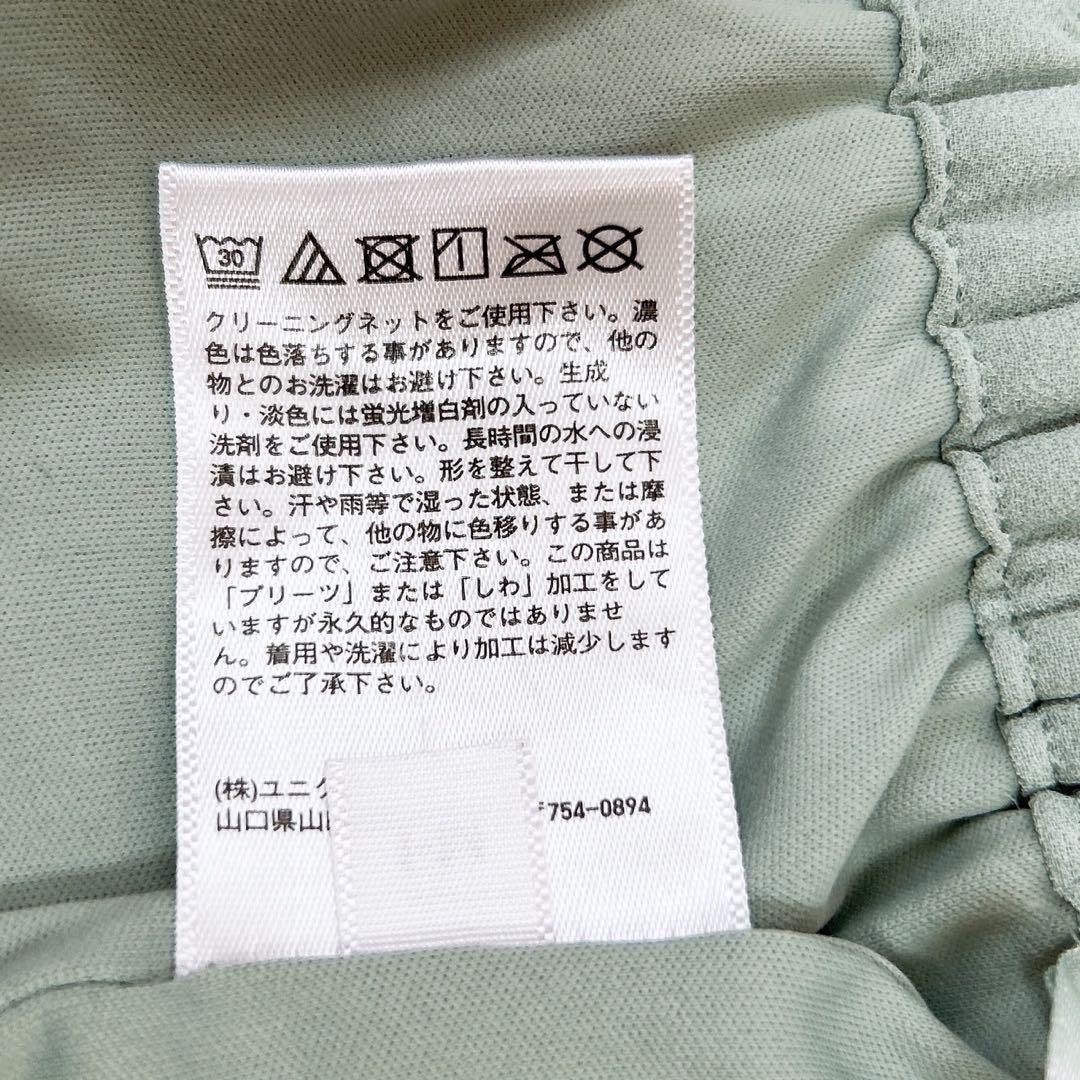 30
クリーニングネットをご使用下さい。濃
色は色落ちする事がありますので、他の
物とのお洗濯はお避け下さい。生成
り・淡色には蛍光増白剤の入っていない
洗剤をご使用下さい。長時間の水への浸
漬はお避け下さい。形を整えて干して下
さい。汗や雨等で湿った状態、または摩
擦によって、他の物に色移りする事があ
りますので、ご注意下さい。この商品は
「プリーツ」または「しわ」加工をして
いますが永久的なものではありませ
ん。着用や洗濯により加工は減少します
のでご了承下さい。
(株)ユニク
山口県山 〒754-0894